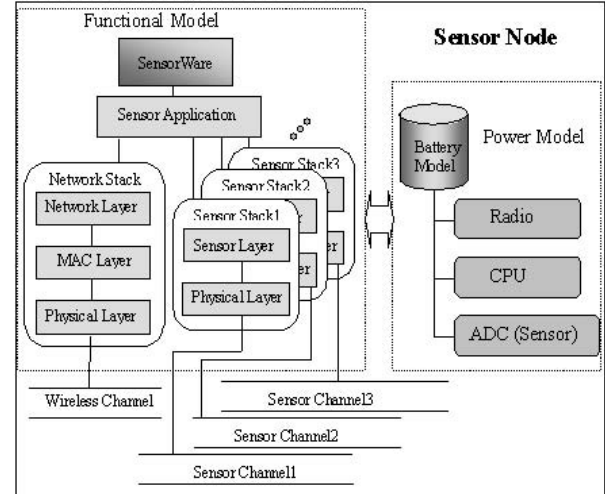 Functional Model
Sensor Node
SensorWare
Sensor Application
Power Model
Battery
Model
Radio
CPU
ADC (Sensor)
Network Stack
Network Layer
MAC Layer
Physical Layer
Sensor Stack3
Sensor Stack2
Sensor Stack1
Sensor Layer
Physical Layer
Wireless Channel
Sensor Channel3
Sensor Channel2
Sensor Channel1